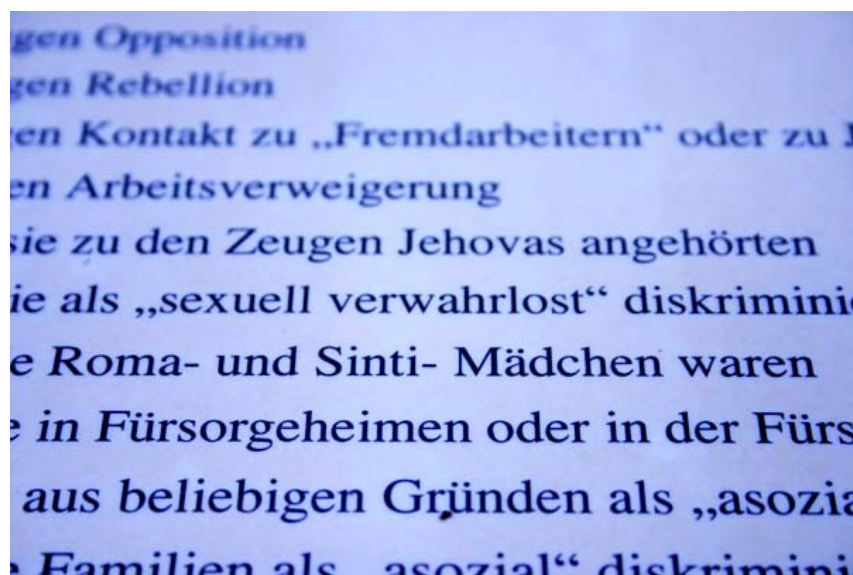 gen Opposition
gen Rebellion
en Kontakt zu „Fremdarbeitern“ oder zu J
en Arbeitsverweigerung
sie zu den Zeugen Jehovas angehörten
ie als „sexuell verwahrlost“ diskriminie
e Roma- und Sinti- Mädchen waren
e in Fürsorgeheimen oder in der Fürs
aus beliebigen Gründen als „asozia
e Familien als „asozial“ diskriminie